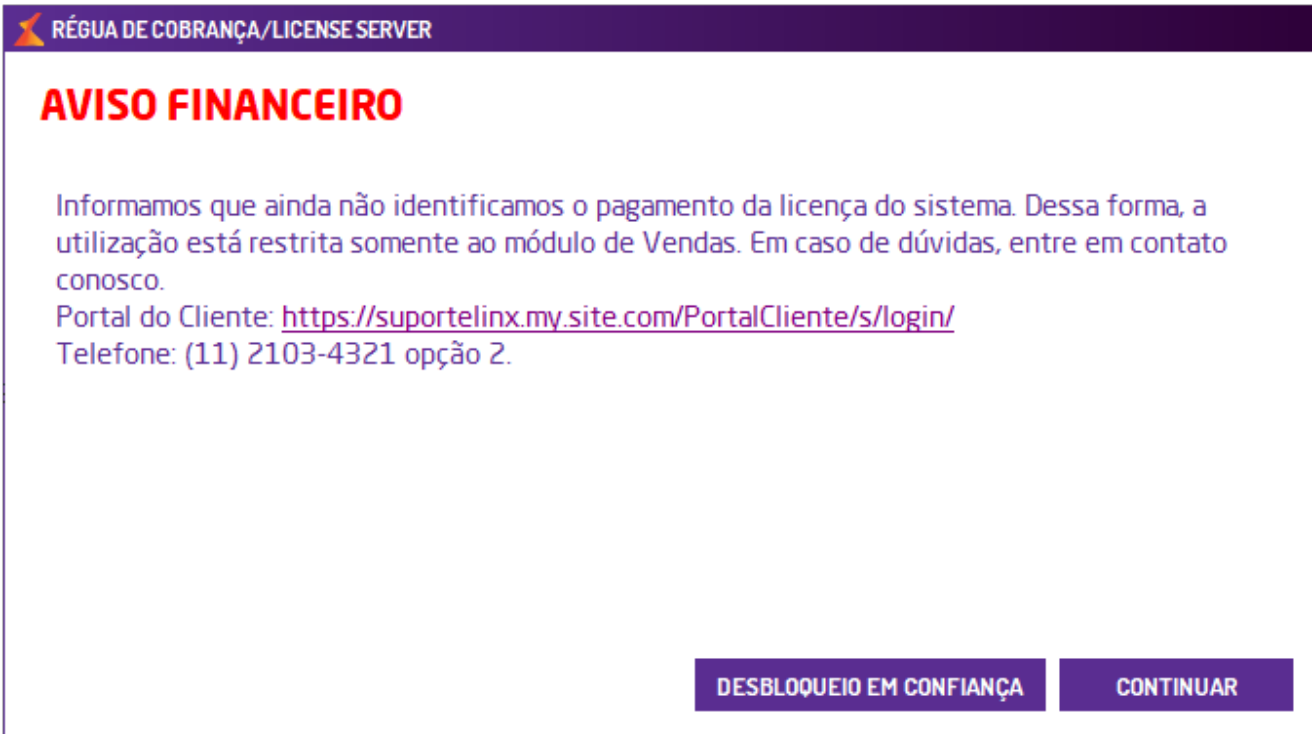 RÉGUA DE COBRANÇA/LICENSE SERVER
AVISO FINANCEIRO
Informamos que ainda não identificamos o pagamento da licença do sistema. Dessa forma, a
utilização está restrita somente ao módulo de Vendas. Em caso de dúvidas, entre em contato
conosco.
Portal do Cliente: https://suportelinx.my.site.com/PortalCliente/s/login/
Telefone: (11) 2103-4321 opção 2.
DESBLOQUEIO EM CONFIANÇA CONTINUAR